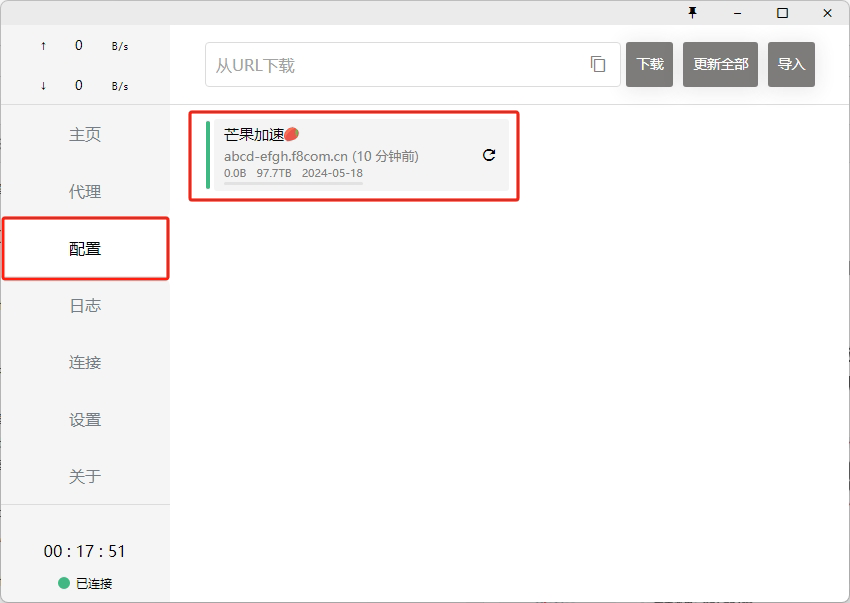 ↑ 0 B/s
↓ 0 B/s
主页
代理
配置
日志
连接
设置
关于
00 : 17 : 51
已连接
从URL下载
下载
更新全部
导入
芒果加速🥭
abcd-efgh.f8com.cn (10 分钟前)
0.0B 97.7TB 2024-05-18